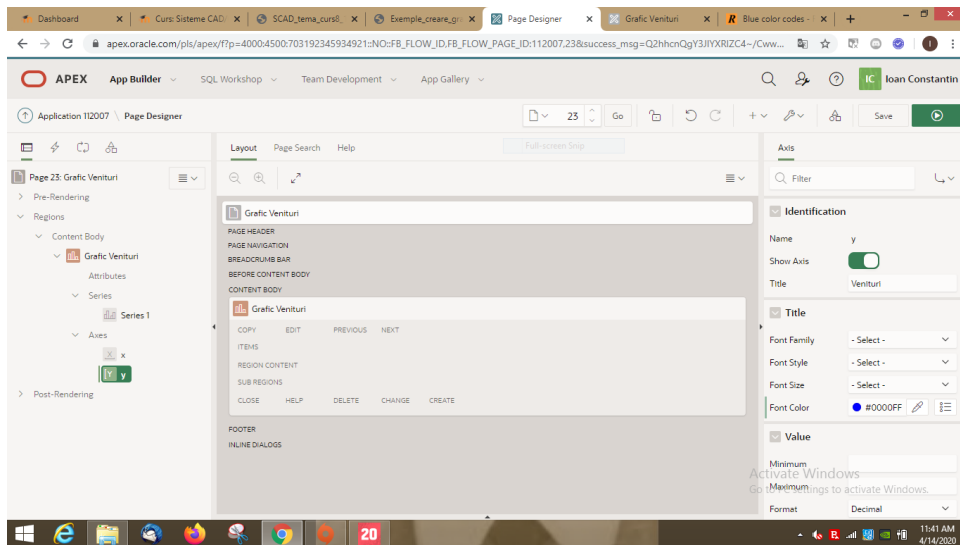 Dashboard
Curs: Sisteme CAD
SCAD_tema_curs8_
Exemple_creare_gra
Page Designer
Grafic Venituri
Blue color codes -
apex.oracle.com/pls/apex/f?p=4000:4500:703192345934921::NO::FB_FLOW_ID,FB_FLOW_PAGE_ID:112007,23&success_msg=Q2hhcnQgY3JlYXRlZC4~/Cww...
I
APEX App Builder SQL Workshop Team Development App Gallery
IC Ioan Constantin
Application 112007 \ Page Designer
23 Go Save
Layout Page Search Help
Full-screen Snip
Axis
Page 23: Grafic Venituri
Filter
Pre-Rendering
Regions
Content Body
Grafic Venituri
Attributes
Series
Series 1
Axes
X x
Y y
Post-Rendering
Grafic Venituri
PAGE HEADER
PAGE NAVIGATION
BREADCRUMB BAR
BEFORE CONTENT BODY
CONTENT BODY
Grafic Venituri
COPY EDIT PREVIOUS NEXT
ITEMS
REGION CONTENT
SUB REGIONS
CLOSE HELP DELETE CHANGE CREATE
FOOTER
INLINE DIALOGS
Identification
Name y
Show Axis
Title Venituri
Title
Font Family - Select -
Font Style - Select -
Font Size - Select -
Font Color #0000FF
Value
Minimum
Maximum
Format Decimal
Activate Windows
Go to PC settings to activate Windows.
20
11:41 AM
4/14/2020